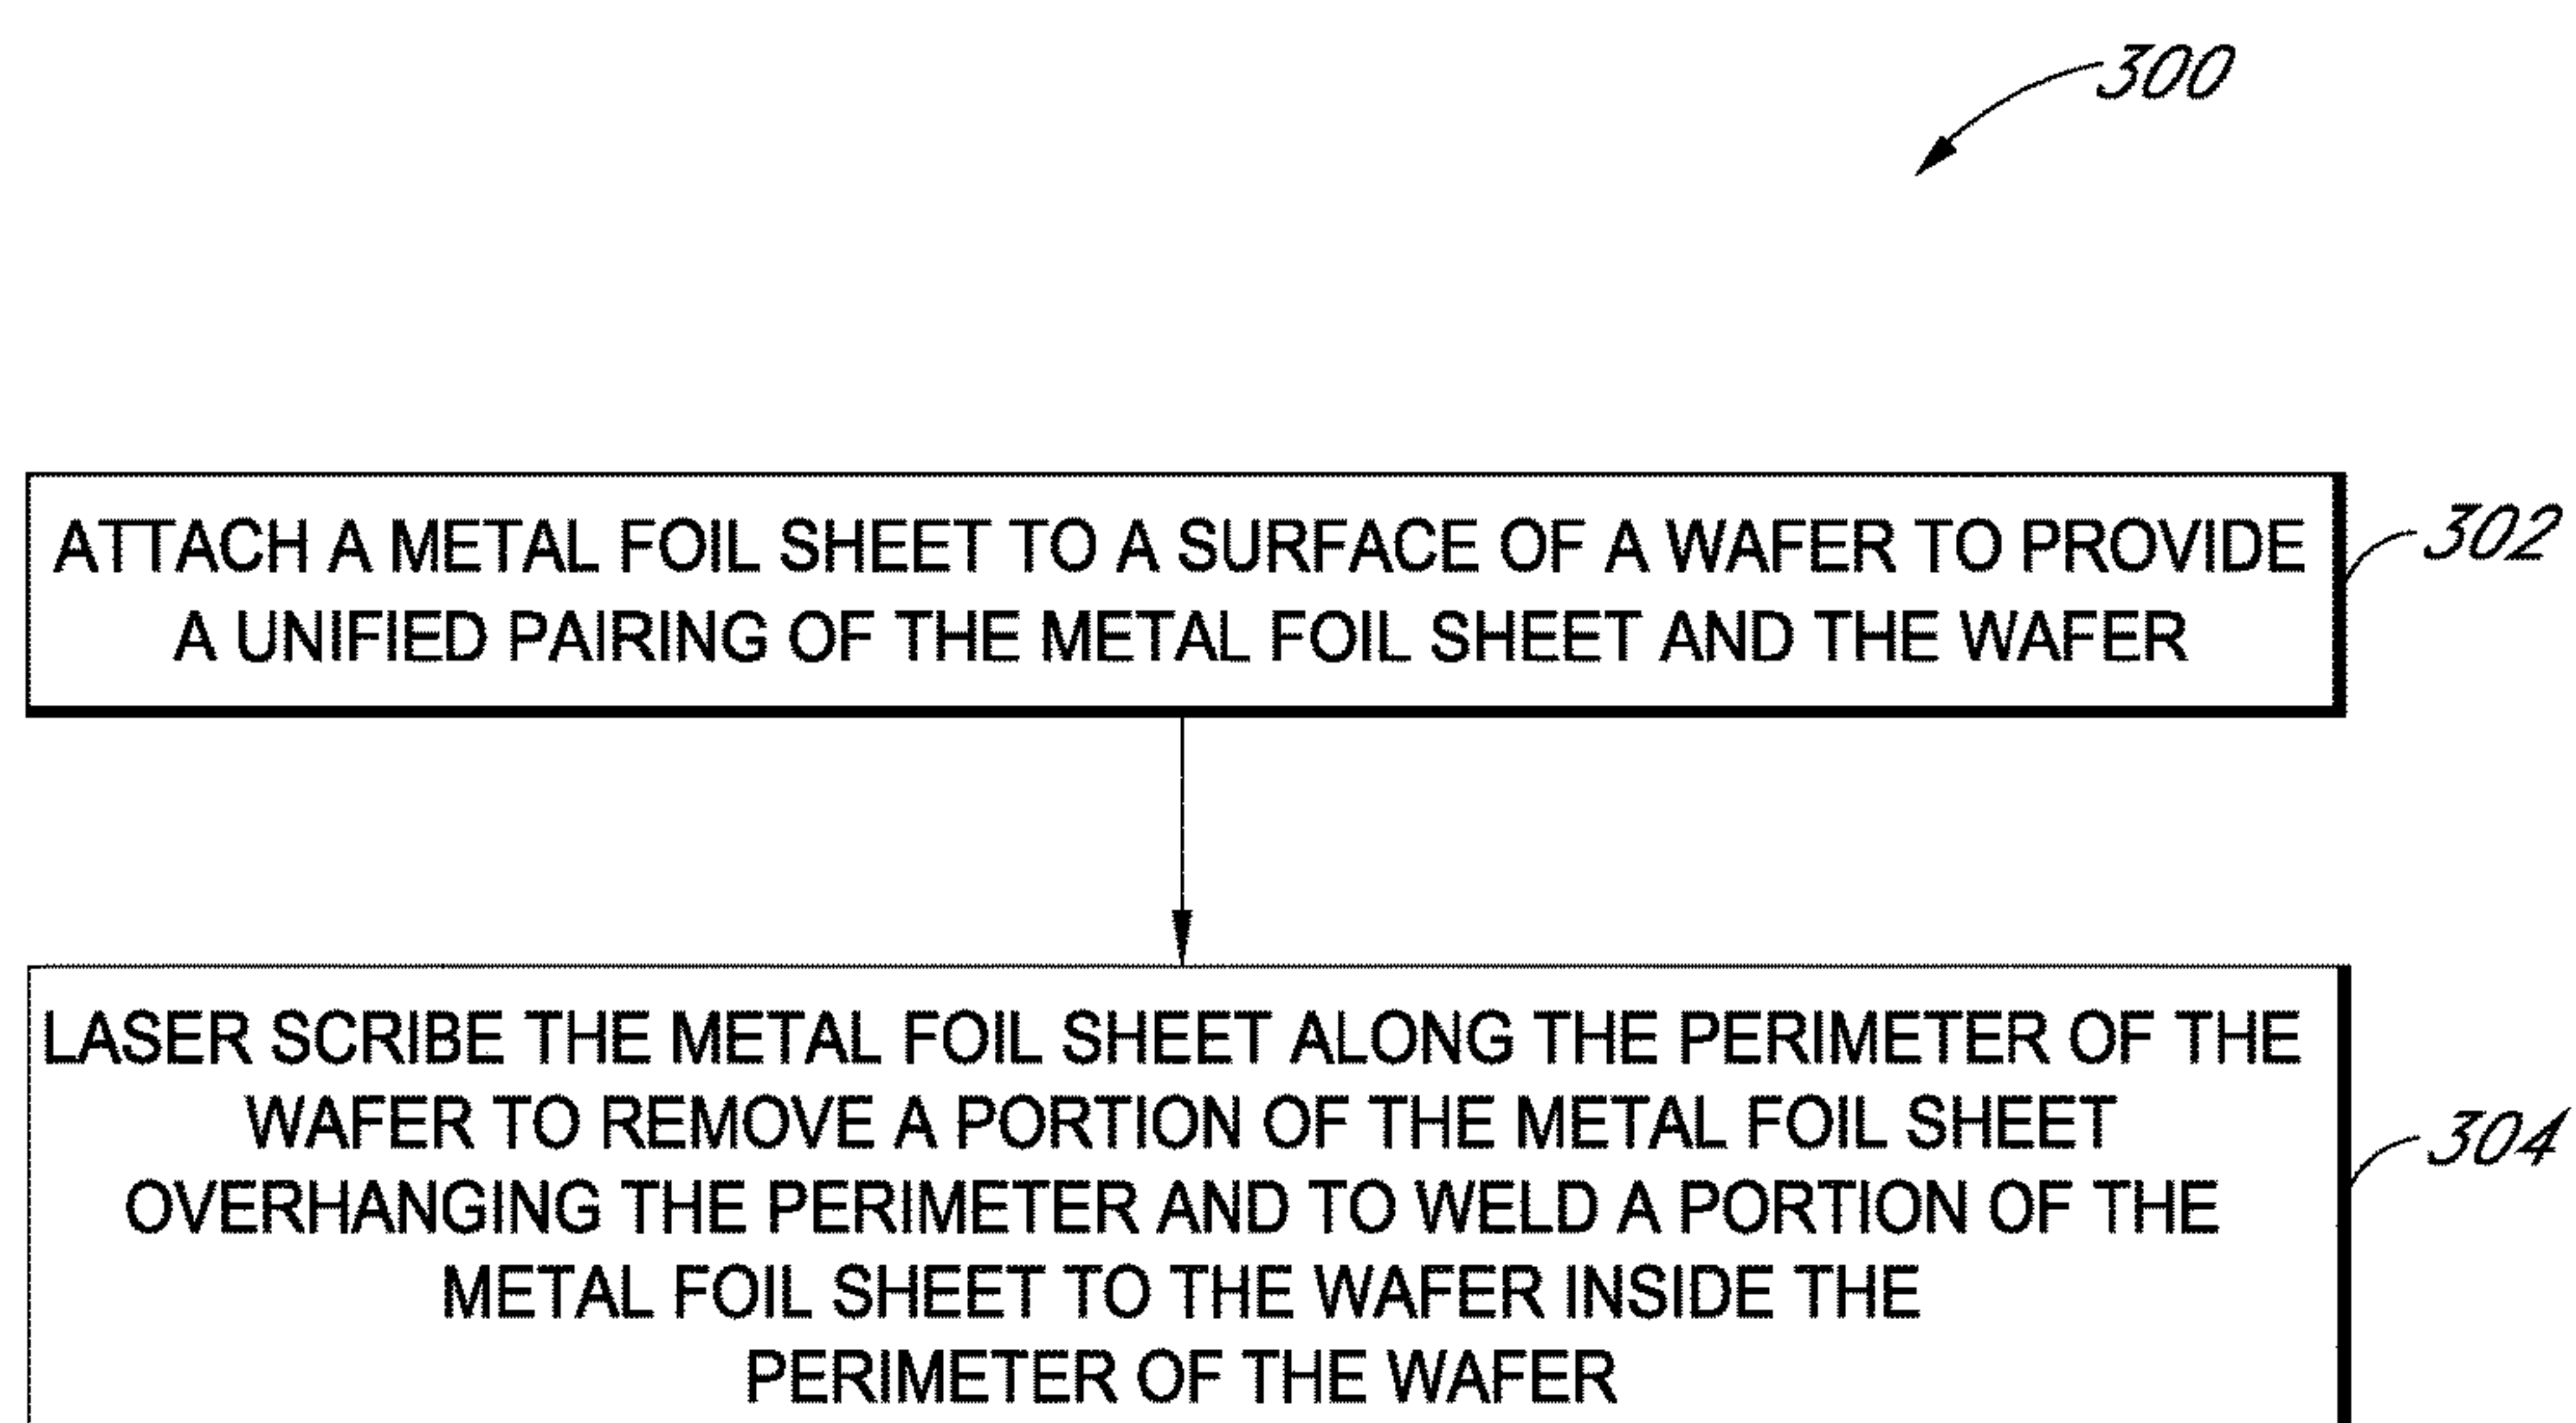 300
ATTACH A METAL FOIL SHEET TO A SURFACE OF A WAFER TO PROVIDE
A UNIFIED PAIRING OF THE METAL FOIL SHEET AND THE WAFER
302
LASER SCRIBE THE METAL FOIL SHEET ALONG THE PERIMETER OF THE
WAFER TO REMOVE A PORTION OF THE METAL FOIL SHEET
OVERHANGING THE PERIMETER AND TO WELD A PORTION OF THE
METAL FOIL SHEET TO THE WAFER INSIDE THE
PERIMETER OF THE WAFER
304